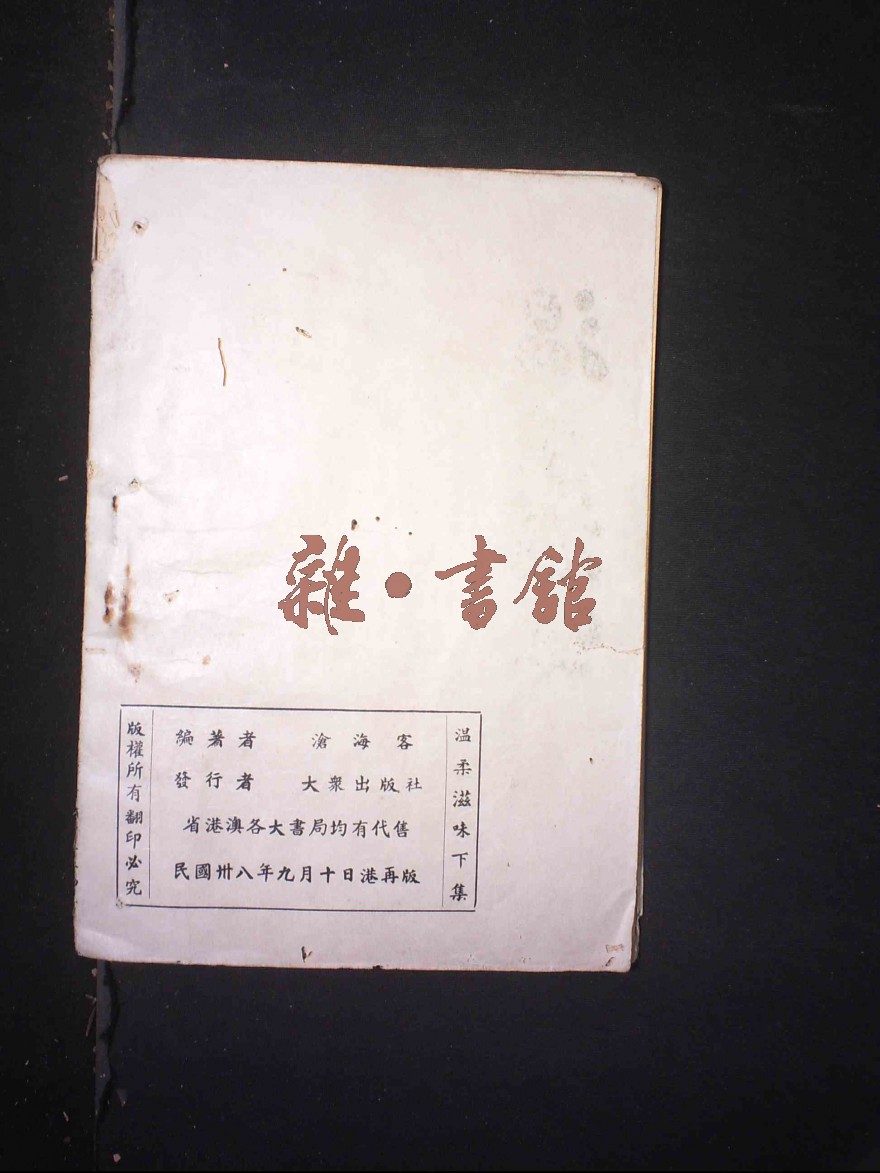 雜·書館
溫柔滋味下集
編著者 滄海客
發行者 大眾出版社
省港澳各大書局均有代售
民國卅八年九月十日港再版
版權所有翻印必究